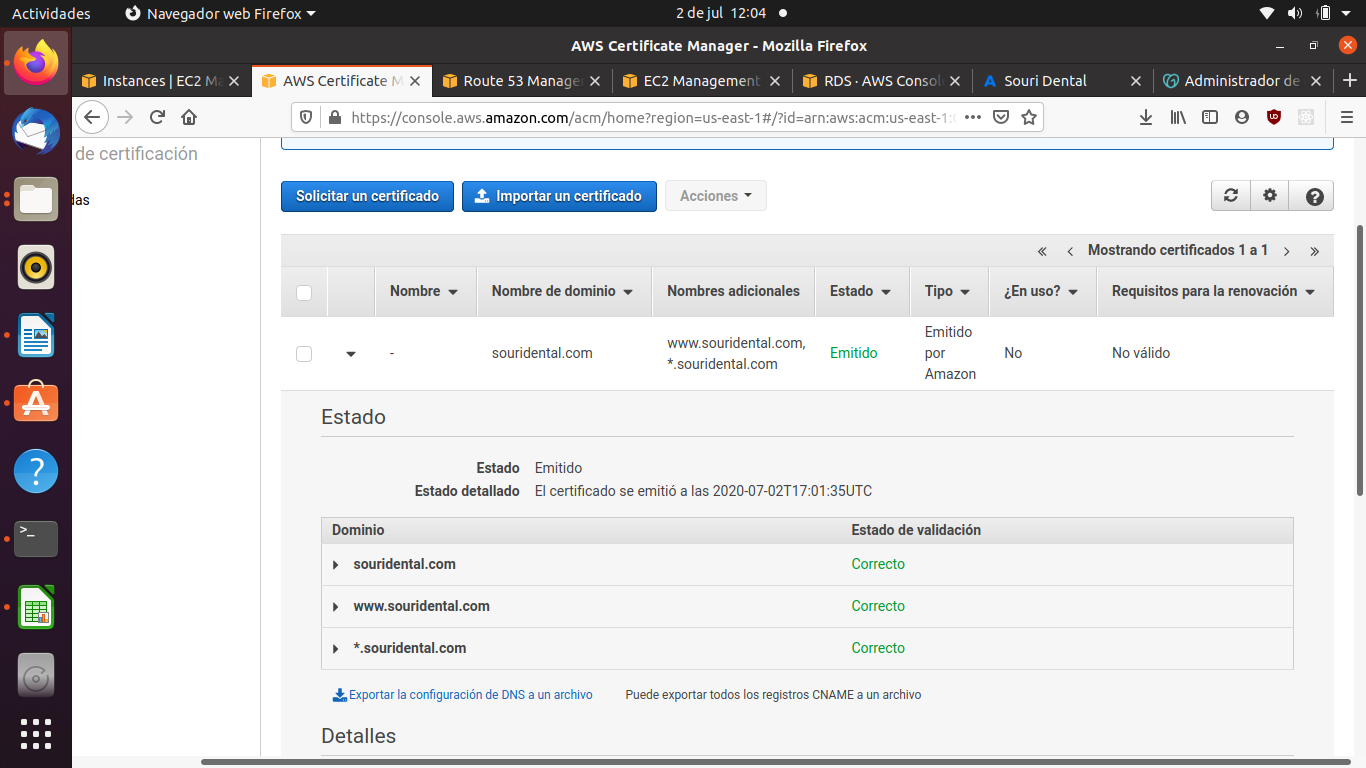 Actividades
Navegador web Firefox
2 de jul 12:04
AWS Certificate Manager - Mozilla Firefox
Instances | EC2 Ma
AWS Certificate M
Route 53 Manage
EC2 Management
RDS · AWS Consol
Souri Dental
Administrador de
https://console.aws.amazon.com/acm/home?region=us-east-1#/?id=arn:aws:acm:us-east-1:
de certificación
das
Solicitar un certificado
Importar un certificado
Acciones
« ‹ Mostrando certificados 1 a 1 › »
Nombre
Nombre de dominio
Nombres adicionales
Estado
Tipo
¿En uso?
Requisitos para la renovación
-
souridental.com
www.souridental.com,
*.souridental.com
Emitido
Emitido
por
Amazon
No
No válido
Estado
Estado Emitido
Estado detallado El certificado se emitió a las 2020-07-02T17:01:35UTC
Dominio Estado de validación
souridental.com Correcto
www.souridental.com Correcto
*.souridental.com Correcto
Exportar la configuración de DNS a un archivo Puede exportar todos los registros CNAME a un archivo
Detalles